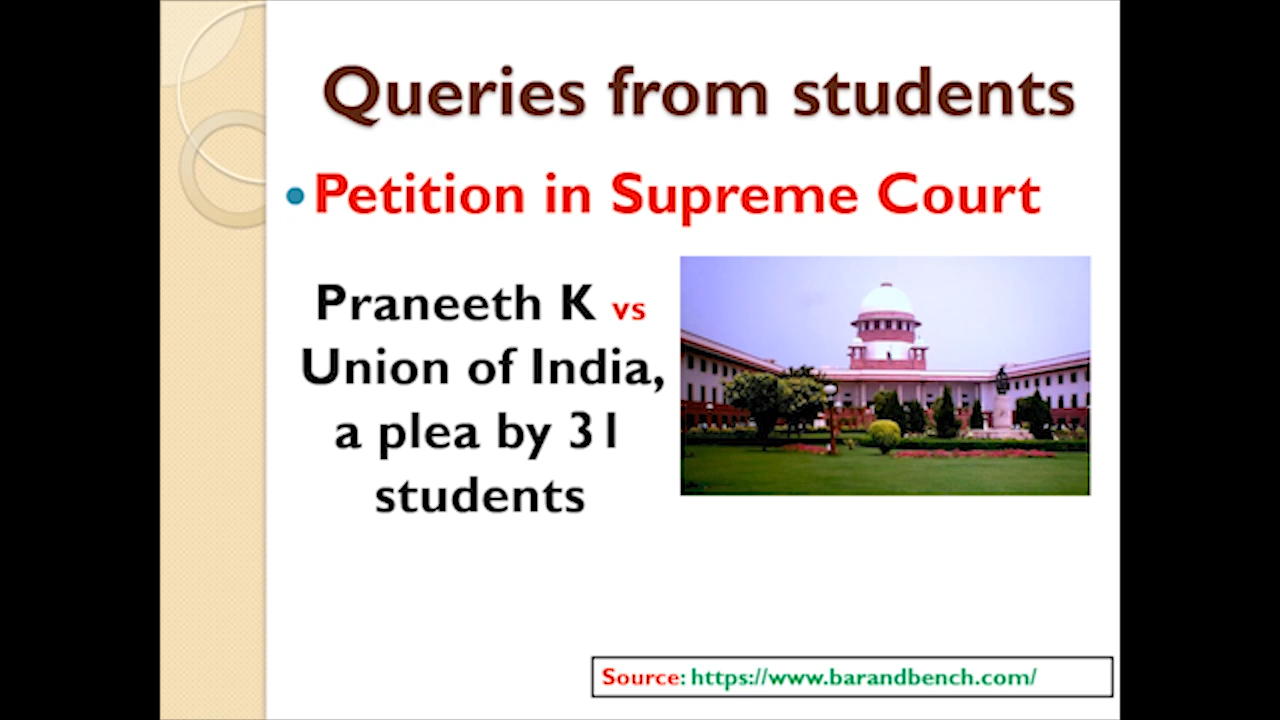 Queries from students
• Petition in Supreme Court
Praneeth K vs
Union of India,
a plea by 31
students
Source: https://www.barandbench.com/